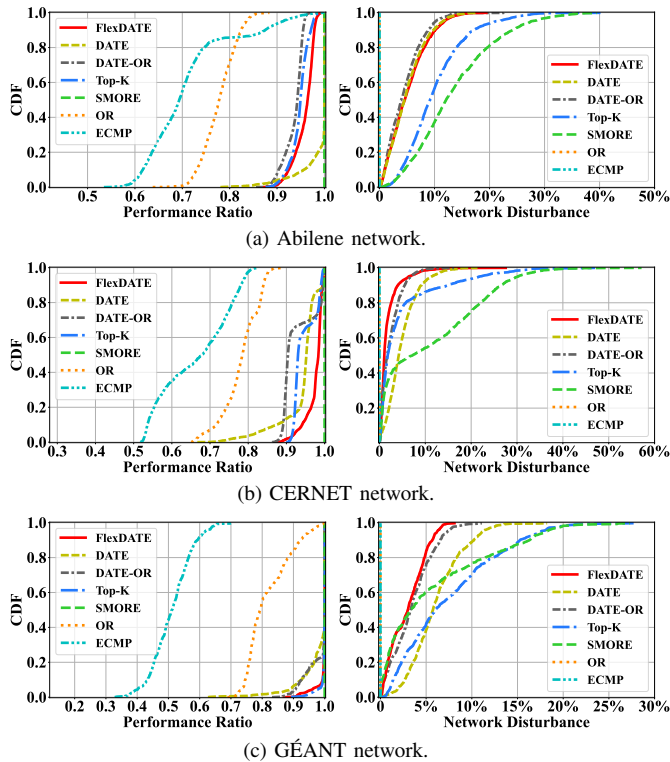 CDF
1.0
0.8
0.6
0.4
0.2
0.0
FlexDATE
DATE
DATE-OR
Top-K
SMORE
OR
ECMP
0.5 0.6 0.7 0.8 0.9 1.0
Performance Ratio
CDF
1.0
0.8
0.6
0.4
0.2
0.0
FlexDATE
DATE
DATE-OR
Top-K
SMORE
OR
ECMP
0 10% 20% 30% 40% 50%
Network Disturbance
(a) Abilene network.
CDF
1.0
0.8
0.6
0.4
0.2
0.0
FlexDATE
DATE
DATE-OR
Top-K
SMORE
OR
ECMP
0.3 0.4 0.5 0.6 0.7 0.8 0.9 1.0
Performance Ratio
CDF
1.0
0.8
0.6
0.4
0.2
FlexDATE
DATE
DATE-OR
Top-K
SMORE
OR
ECMP
0 10% 20% 30% 40% 50% 60%
Network Disturbance
(b) CERNET network.
CDF
1.0
0.8
0.6
0.4
0.2
0.0
FlexDATE
DATE
DATE-OR
Top-K
SMORE
OR
ECMP
0.3 0.4 0.5 0.6 0.7 0.8 0.9 1.0
Performance Ratio
CDF
1.0
0.8
0.6
0.4
0.2
0.0
FlexDATE
DATE
DATE-OR
Top-K
SMORE
OR
ECMP
5% 10% 15% 20% 25% 30%
Network Disturbance
(c) GÉANT network.